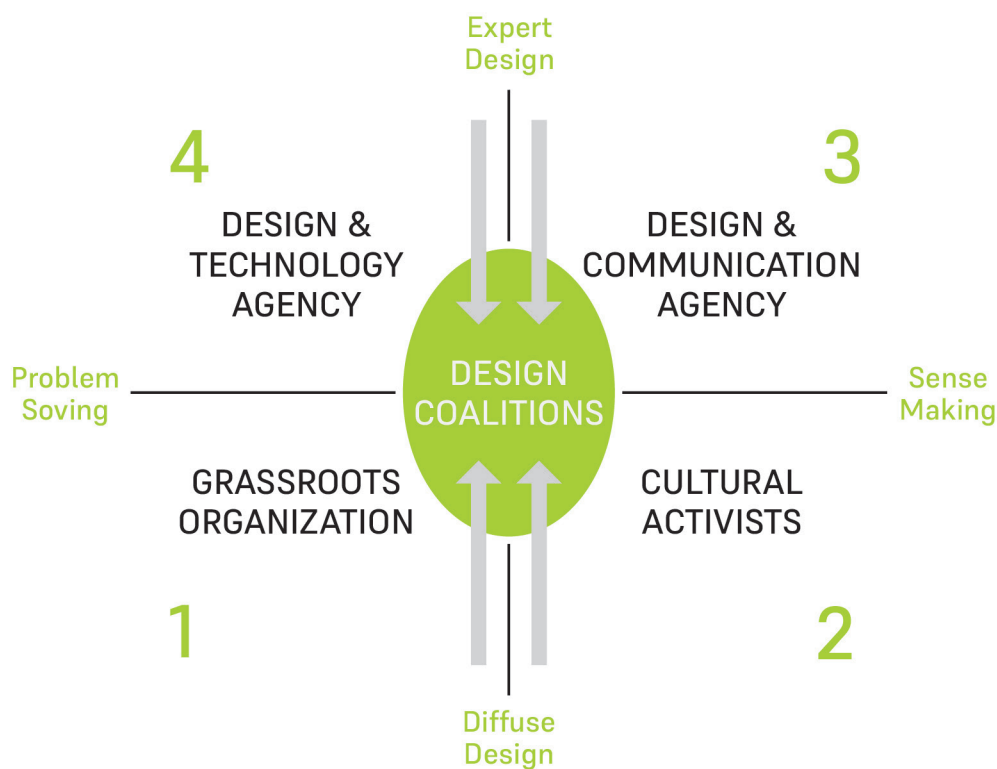 Expert
Design
4
3
DESIGN &
TECHNOLOGY
AGENCY
DESIGN &
COMMUNICATION
AGENCY
Problem
Soving
DESIGN
COALITIONS
Sense
Making
GRASSROOTS
ORGANIZATION
CULTURAL
ACTIVISTS
1
2
Diffuse
Design